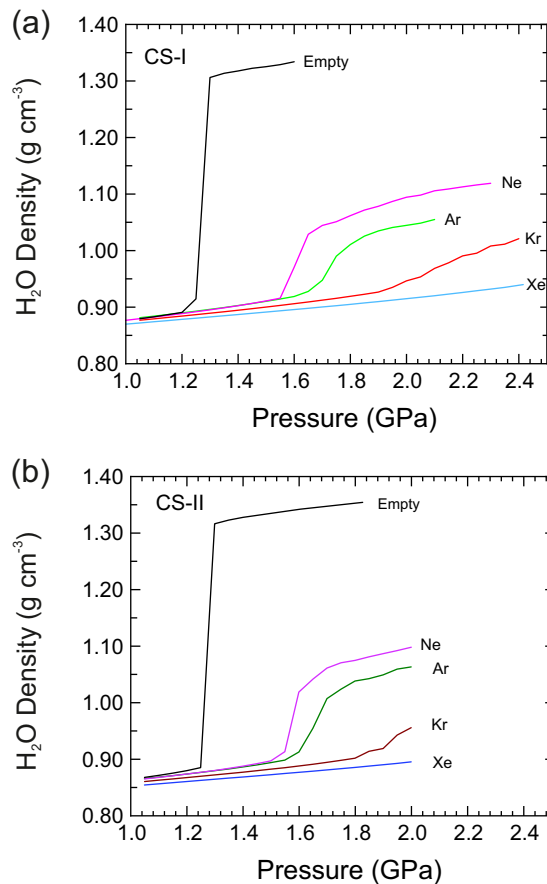 (a)
CS-I
Empty
Ne
Ar
Kr
Xe
1.40
1.30
1.20
1.10
1.00
0.90
0.80
H₂O Density (g cm⁻³)
1.0 1.2 1.4 1.6 1.8 2.0 2.2 2.4
Pressure (GPa)
(b)
CS-II
Empty
Ne
Ar
Kr
Xe
1.40
1.30
1.20
1.10
1.00
0.90
0.80
H₂O Density (g cm⁻³)
1.0 1.2 1.4 1.6 1.8 2.0 2.2 2.4
Pressure (GPa)